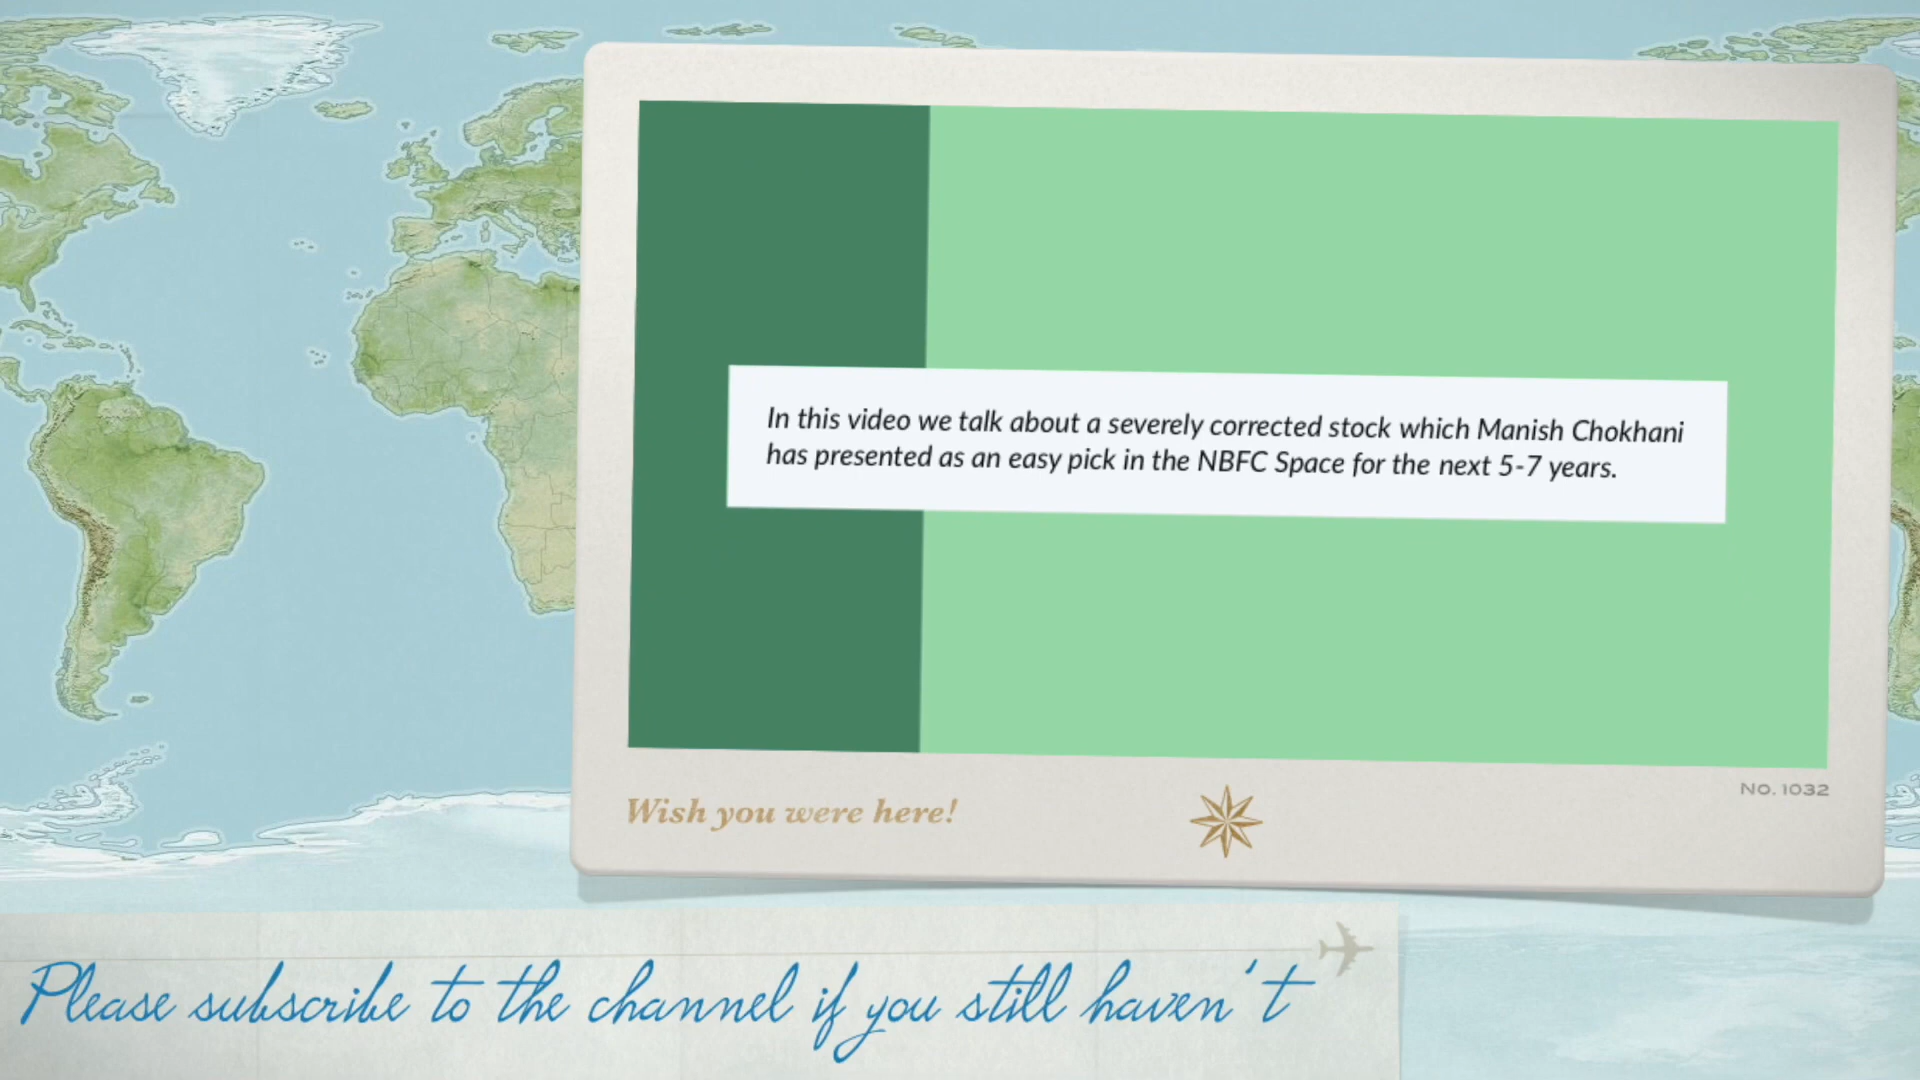 In this video we talk about a severely corrected stock which Manish Chokhani
has presented as an easy pick in the NBFC Space for the next 5-7 years.
Wish you were here!
NO. 1032
Please subscribe to the channel if you still haven't